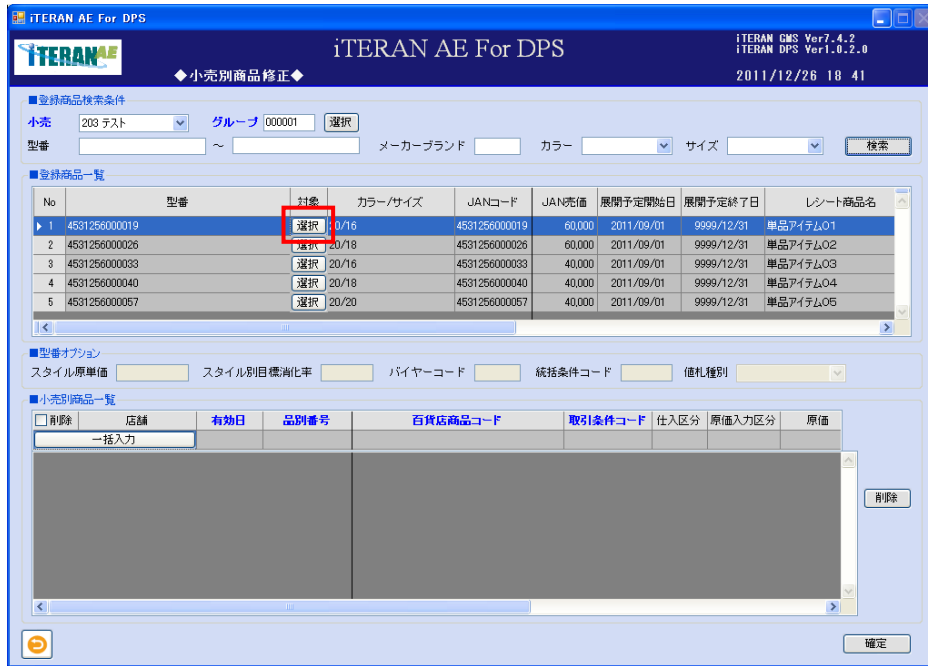 iTERAN AE For DPS
iTERAN AE
iTERAN AE For DPS
iTERAN GMS Ver7.4.2
iTERAN DPS Ver1.0.2.0
◆小売別商品修正◆
2011/12/26 18 41
■登録商品検索条件
小売 203 テスト グループ 000001 選択
型番 ～ メーカーブランド カラー サイズ 検索
■登録商品一覧
No 型番 対象 カラー/サイズ JANコード JAN売価 展開予定開始日 展開予定終了日 レシート商品名
1 4531256000019 選択 20/16 4531256000019 60,000 2011/09/01 9999/12/31 単品アイテム01
2 4531256000026 選択 20/18 4531256000026 60,000 2011/09/01 9999/12/31 単品アイテム02
3 4531256000033 選択 20/16 4531256000033 40,000 2011/09/01 9999/12/31 単品アイテム03
4 4531256000040 選択 20/18 4531256000040 40,000 2011/09/01 9999/12/31 単品アイテム04
5 4531256000057 選択 20/20 4531256000057 40,000 2011/09/01 9999/12/31 単品アイテム05
■型番オプション
スタイル原単価 スタイル別目標消化率 バイヤーコード 統括条件コード 値札種別
■小売別商品一覧
削除 店舗 有効日 品別番号 百貨店商品コード 取引条件コード 仕入区分 原価入力区分 原価
一括入力
削除
確定